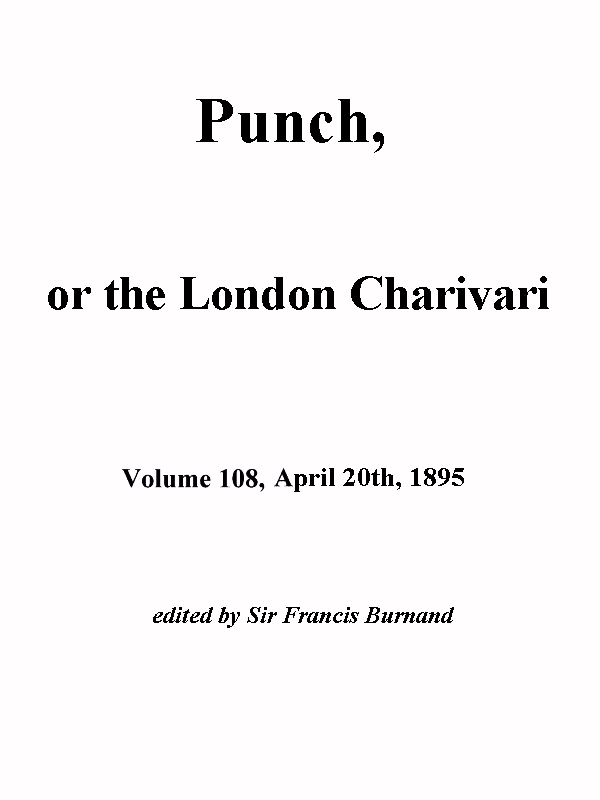 Punch,
or the London Charivari
Volume 108, April 20th, 1895
edited by Sir Francis Burnand